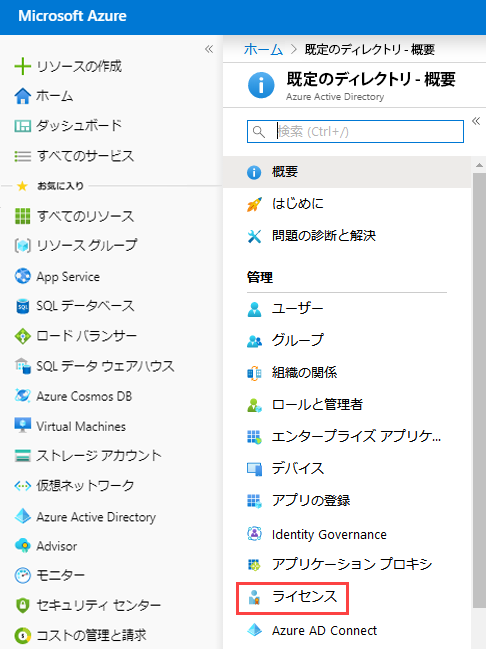 Microsoft Azure
«
リソースの作成
ホーム
ダッシュボード
すべてのサービス
お気に入り
すべてのリソース
リソース グループ
App Service
SQL データベース
ロード バランサー
SQL データ ウェアハウス
Azure Cosmos DB
Virtual Machines
ストレージ アカウント
仮想ネットワーク
Azure Active Directory
Advisor
モニター
セキュリティ センター
コストの管理と請求
ホーム > 既定のディレクトリ - 概要
既定のディレクトリ - 概要
Azure Active Directory
検索 (Ctrl+/)
«
概要
はじめに
問題の診断と解決
管理
ユーザー
グループ
組織の関係
ロールと管理者
エンタープライズ アプリケ...
デバイス
アプリの登録
Identity Governance
アプリケーション プロキシ
ライセンス
Azure AD Connect